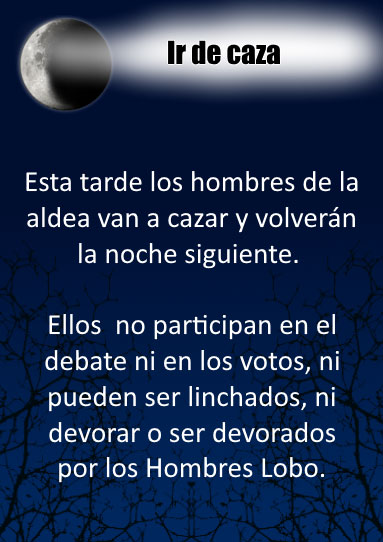 Ir de caza
Esta tarde los hombres de la
aldea van a cazar y volverán
la noche siguiente.
Ellos  no participan en el
debate ni en los votos, ni
pueden ser linchados, ni
devorar o ser devorados
por los Hombres Lobo.